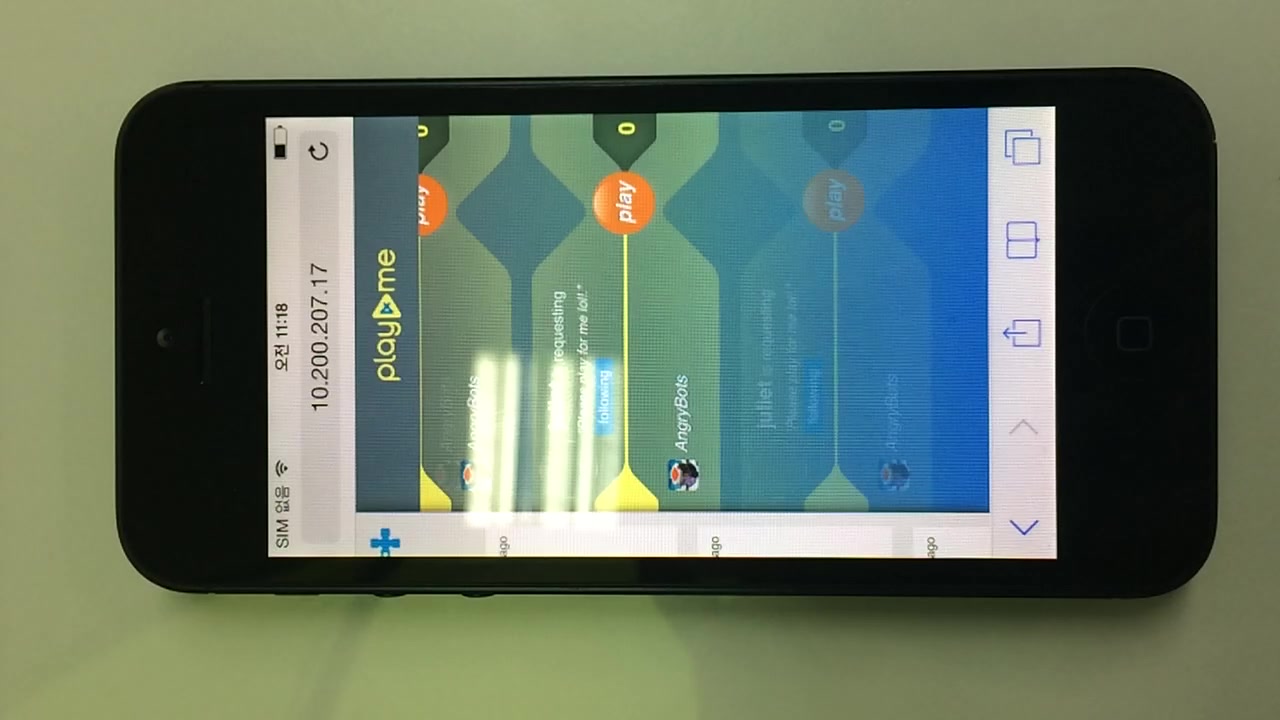 SIM 없음 오전 11:18
10.200.207.17
playme
play 0
AngryBots
ago
requesting
"Please play for me lol!"
following
play 0
AngryBots
ago
juliet is requesting
"Please play for me lol!"
following
play 0
AngryBots
ago